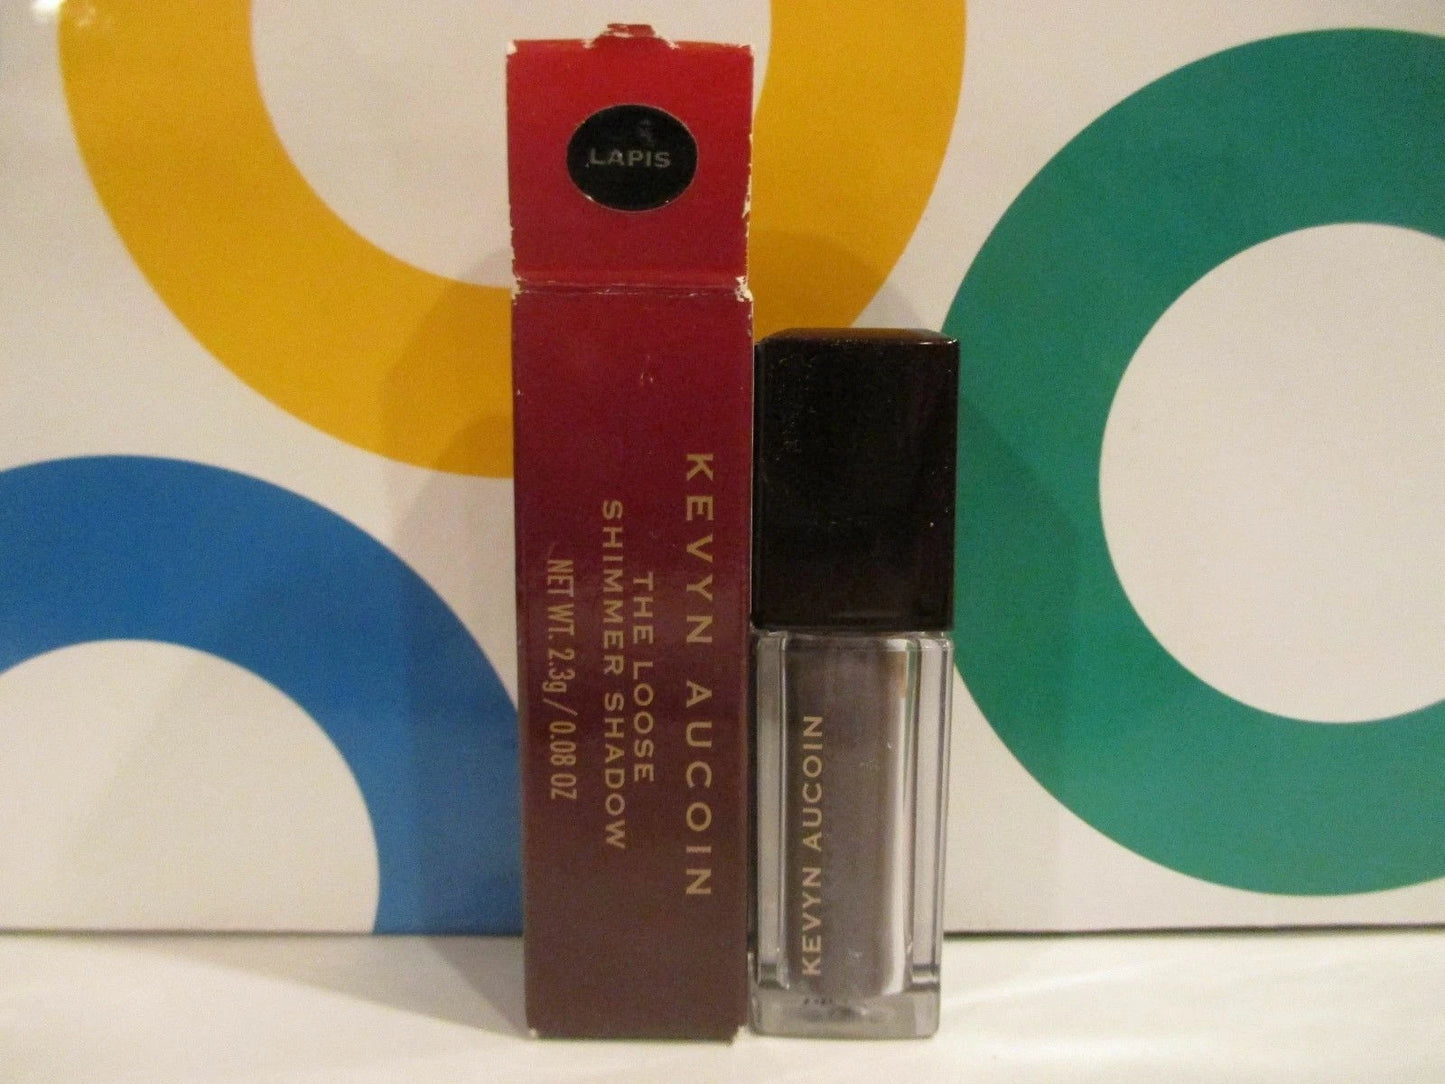 LAPIS
KEVYN AUCOIN
THE LOOSE
SHIMMER SHADOW
NET WT. 2.3g / 0.08 OZ
KEVYN AUCOIN